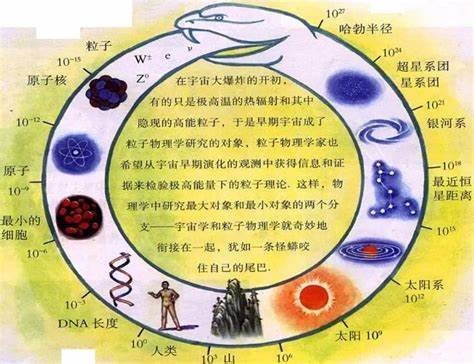 10²⁷
哈勃半径
10²⁴
超星系团
星系团
10²¹
银河系
10¹⁸
最近恒
星距离
10¹⁵
太阳系
10¹²
太阳 10⁹
10⁶
10³ 山
人类
10⁰
DNA 长度
10⁻³
10⁻⁶
最小的
细胞
10⁻⁹
原子
10⁻¹²
原子核
10⁻¹⁵
粒子
W± e ν
Z⁰
在宇宙大爆炸的开初,
有的只是极高温的热辐射和其中
隐现的高能粒子,于是早期宇宙成了
粒子物理学研究的对象,粒子物理学家也
希望从宇宙早期演化的观测中获得信息和证
据来检验极高能量下的粒子理论.这样,物
理学中研究最大对象和最小对象的两个分
支——宇宙学和粒子物理学就奇妙地
衔接在一起,犹如一条怪蟒咬
住自己的尾巴.